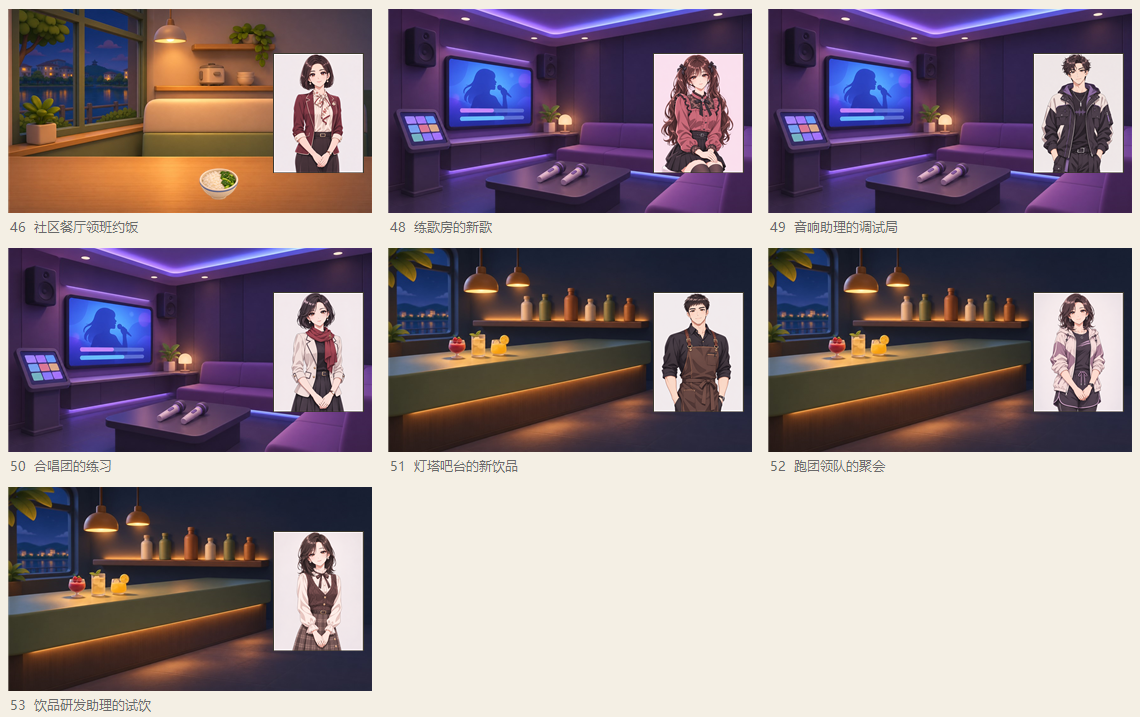 46 社区餐厅领班约饭
48 练歌房的新歌
49 音响助理的调试局
50 合唱团的练习
51 灯塔吧台的新饮品
52 跑团领队的聚会
53 饮品研发助理的试饮